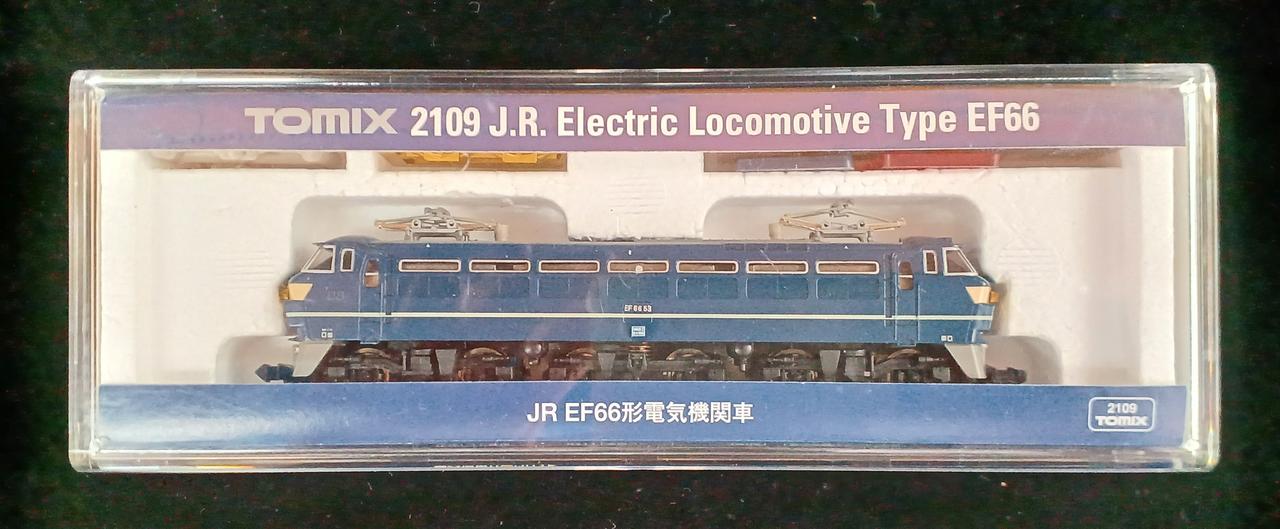 TOMIX 2109 J.R. Electric Locomotive Type EF66
EF66 53
JR EF66形電気機関車
2109
TOMIX